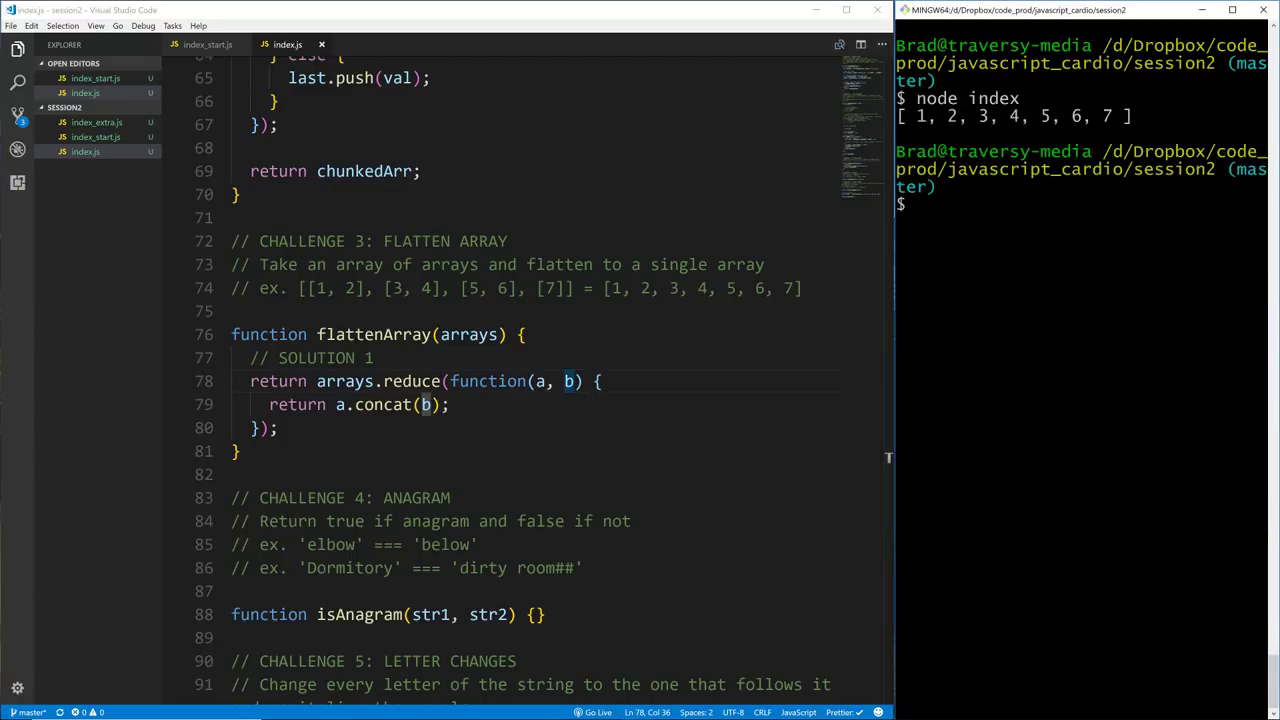 index.js - session2 - Visual Studio Code
File Edit Selection View Go Debug Tasks Help
EXPLORER
OPEN EDITORS
index_start.js U
index.js U
SESSION2
index_extra.js U
index_start.js U
index.js U
3
index_start.js index.js
65 last.push(val);
66 }
67 });
68
69 return chunkedArr;
70 }
71
72 // CHALLENGE 3: FLATTEN ARRAY
73 // Take an array of arrays and flatten to a single array
74 // ex. [[1, 2], [3, 4], [5, 6], [7]] = [1, 2, 3, 4, 5, 6, 7]
75
76 function flattenArray(arrays) {
77 // SOLUTION 1
78 return arrays.reduce(function(a, b) {
79 return a.concat(b);
80 });
81 }
82
83 // CHALLENGE 4: ANAGRAM
84 // Return true if anagram and false if not
85 // ex. 'elbow' === 'below'
86 // ex. 'Dormitory' === 'dirty room##'
87
88 function isAnagram(str1, str2) {}
89
90 // CHALLENGE 5: LETTER CHANGES
91 // Change every letter of the string to the one that follows it
master* 0 0 Go Live Ln 78, Col 36 Spaces: 2 UTF-8 CRLF JavaScript Prettier: ✓
MINGW64:/d/Dropbox/code_prod/javascript_cardio/session2
Brad@traversy-media /d/Dropbox/code_
prod/javascript_cardio/session2 (mas
ter)
$ node index
[ 1, 2, 3, 4, 5, 6, 7 ]
Brad@traversy-media /d/Dropbox/code_
prod/javascript_cardio/session2 (mas
ter)
$